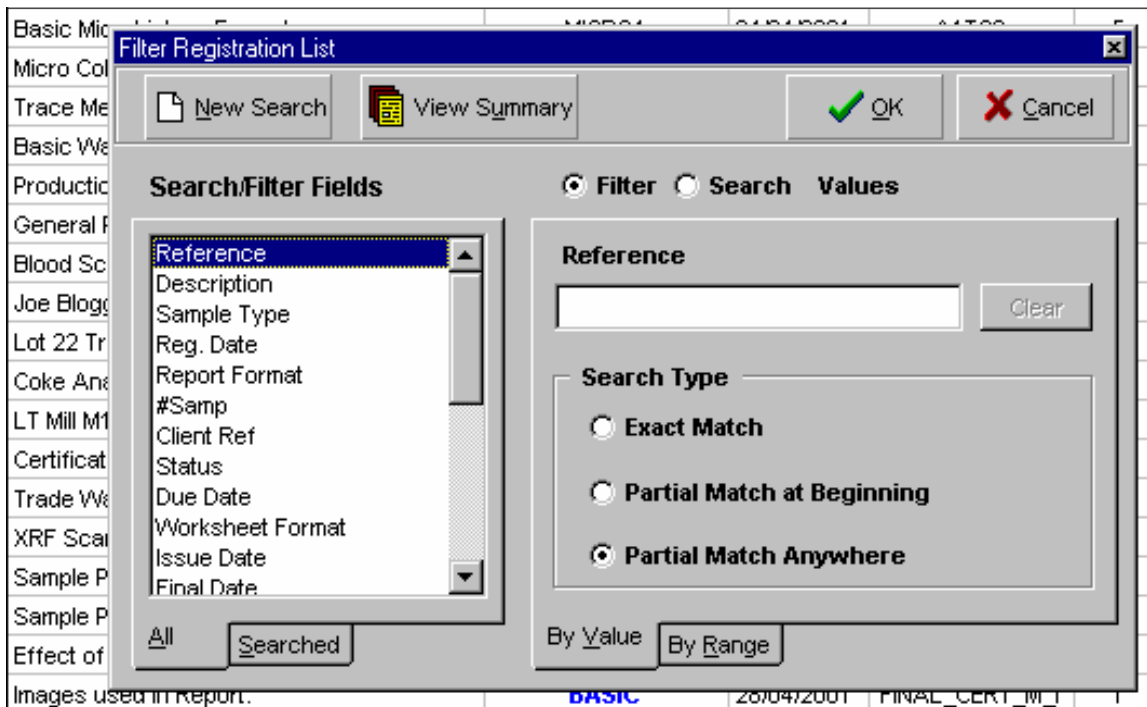 Basic Mic
Filter Registration List
Micro Col
New Search View Summary OK Cancel
Trace Me
Basic Wa
Productio
Search/Filter Fields Filter Search Values
General
Reference
Blood Sc
Reference
Description
Sample Type
Clear
Joe Blogg
Reg. Date
Lot 22 Tr
Report Format
Search Type
Coke Ana
#Samp
Client Ref
Exact Match
LT Mill M1
Status
Certificat
Due Date
Partial Match at Beginning
Trade Wa
Worksheet Format
XRF Scan
Issue Date
Partial Match Anywhere
Sample P
Final Date
Sample P
All Searched By Value By Range
Effect of
Images used in Report. BASIC 28/04/2001 FINAL_CERT_M_I 1